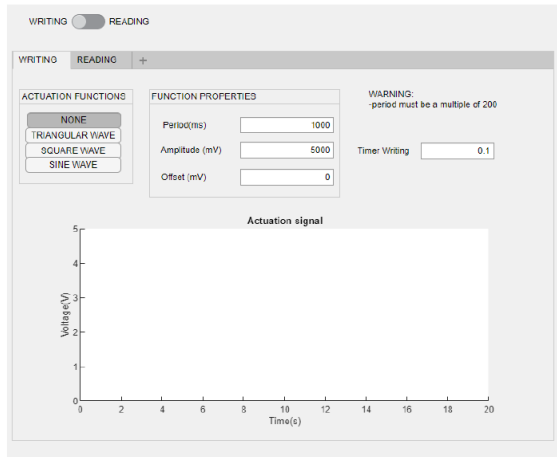 WRITING READING
WRITING READING +
ACTUATION FUNCTIONS
NONE
TRIANGULAR WAVE
SQUARE WAVE
SINE WAVE
FUNCTION PROPERTIES
Period(ms) 1000
Amplitude (mV) 5000
Offset (mV) 0
WARNING:
-period must be a multiple of 200
Timer Writing 0.1
Actuation signal
Voltage(V)
5
4
3
2
1
0
0 2 4 6 8 10 12 14 16 18 20
Time(s)